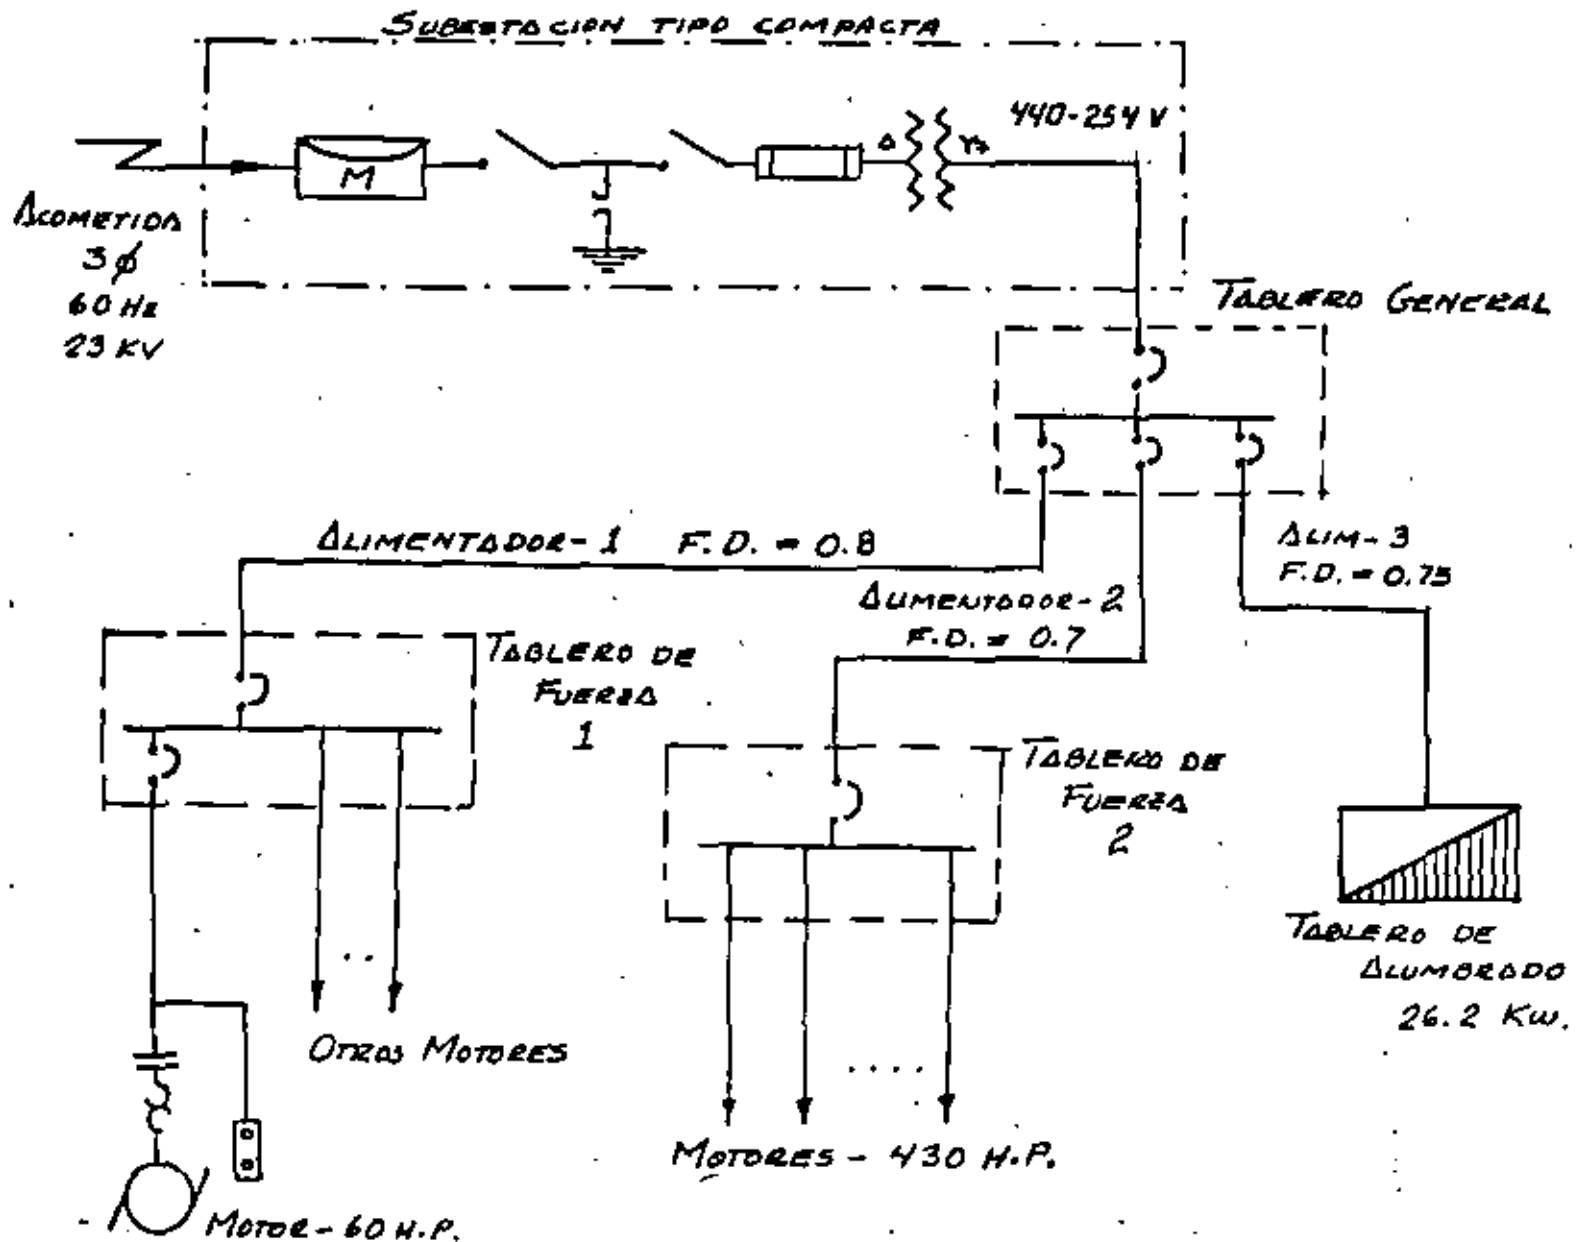 SUBESTACION TIPO COMPACTA
440-254 V
Δ
M
ACOMETIDA
3 ϕ
60 Hz
23 KV
TABLERO GENERAL
ALIMENTADOR-1 F.D. = 0.8
ALIM-3
F.D. = 0.75
ALIMENTADOR-2
F.D. = 0.7
TABLERO DE
FUERZA
1
TABLERO DE
FUERZA
2
TABLERO DE
ALUMBRADO
26.2 KW.
OTROS MOTORES
MOTORES - 430 H.P.
MOTOR - 60 H.P.